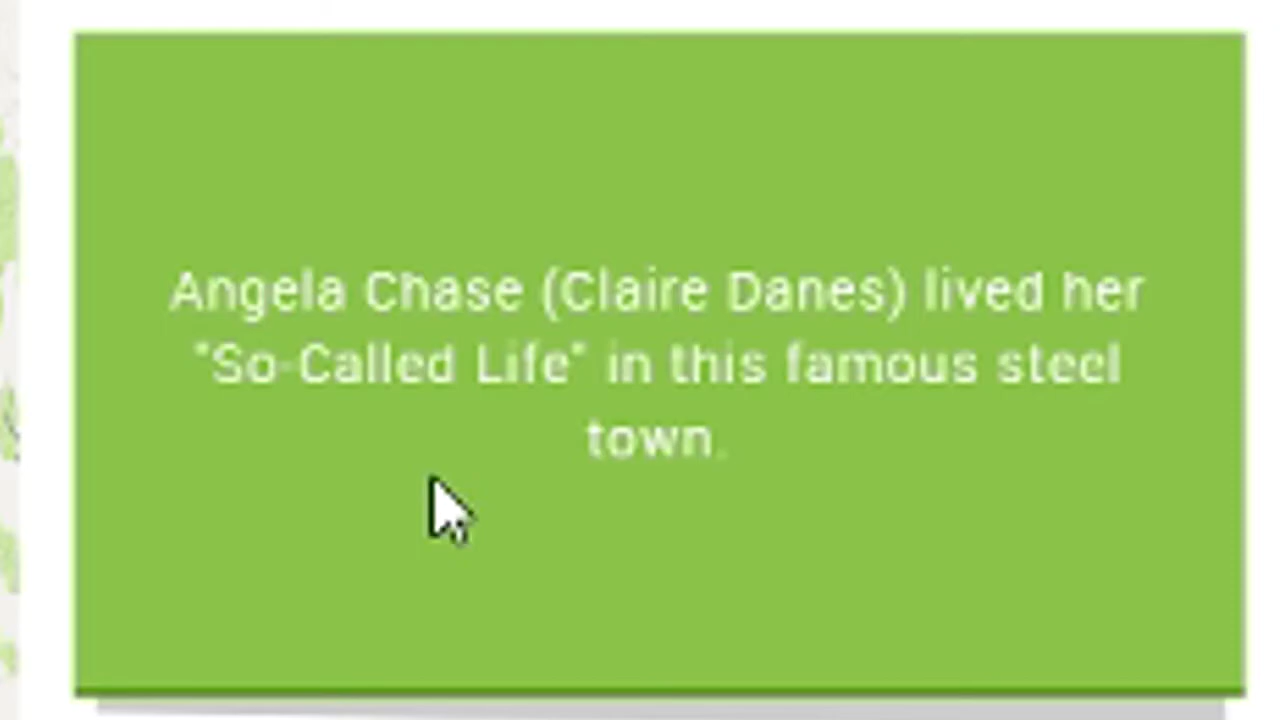 Angela Chase (Claire Danes) lived her
"So-Called Life" in this famous steel
town.